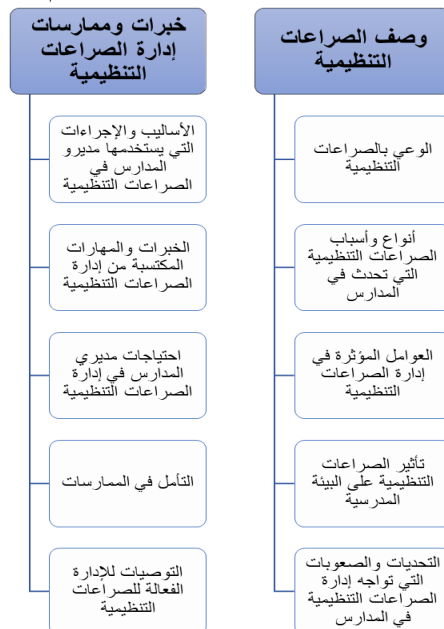 وصف الصراعات
التنظيمية
الوعي بالصراعات
التنظيمية
أنواع وأسباب
الصراعات التنظيمية
التي تحدث في
المدارس
العوامل المؤثرة في
إدارة الصراعات
التنظيمية
تأثير الصراعات
التنظيمية على البيئة
المدرسية
التحديات والصعوبات
التي تواجه إدارة
الصراعات التنظيمية
في المدارس
خبرات وممارسات
إدارة الصراعات
التنظيمية
الأساليب والإجراءات
التي يستخدمها مديرو
المدارس في
الصراعات التنظيمية
الخبرات والمهارات
المكتسبة من إدارة
الصراعات التنظيمية
احتياجات مديري
المدارس في إدارة
الصراعات التنظيمية
التأمل في الممارسات
التوصيات للإدارة
الفعالة للصراعات
التنظيمية